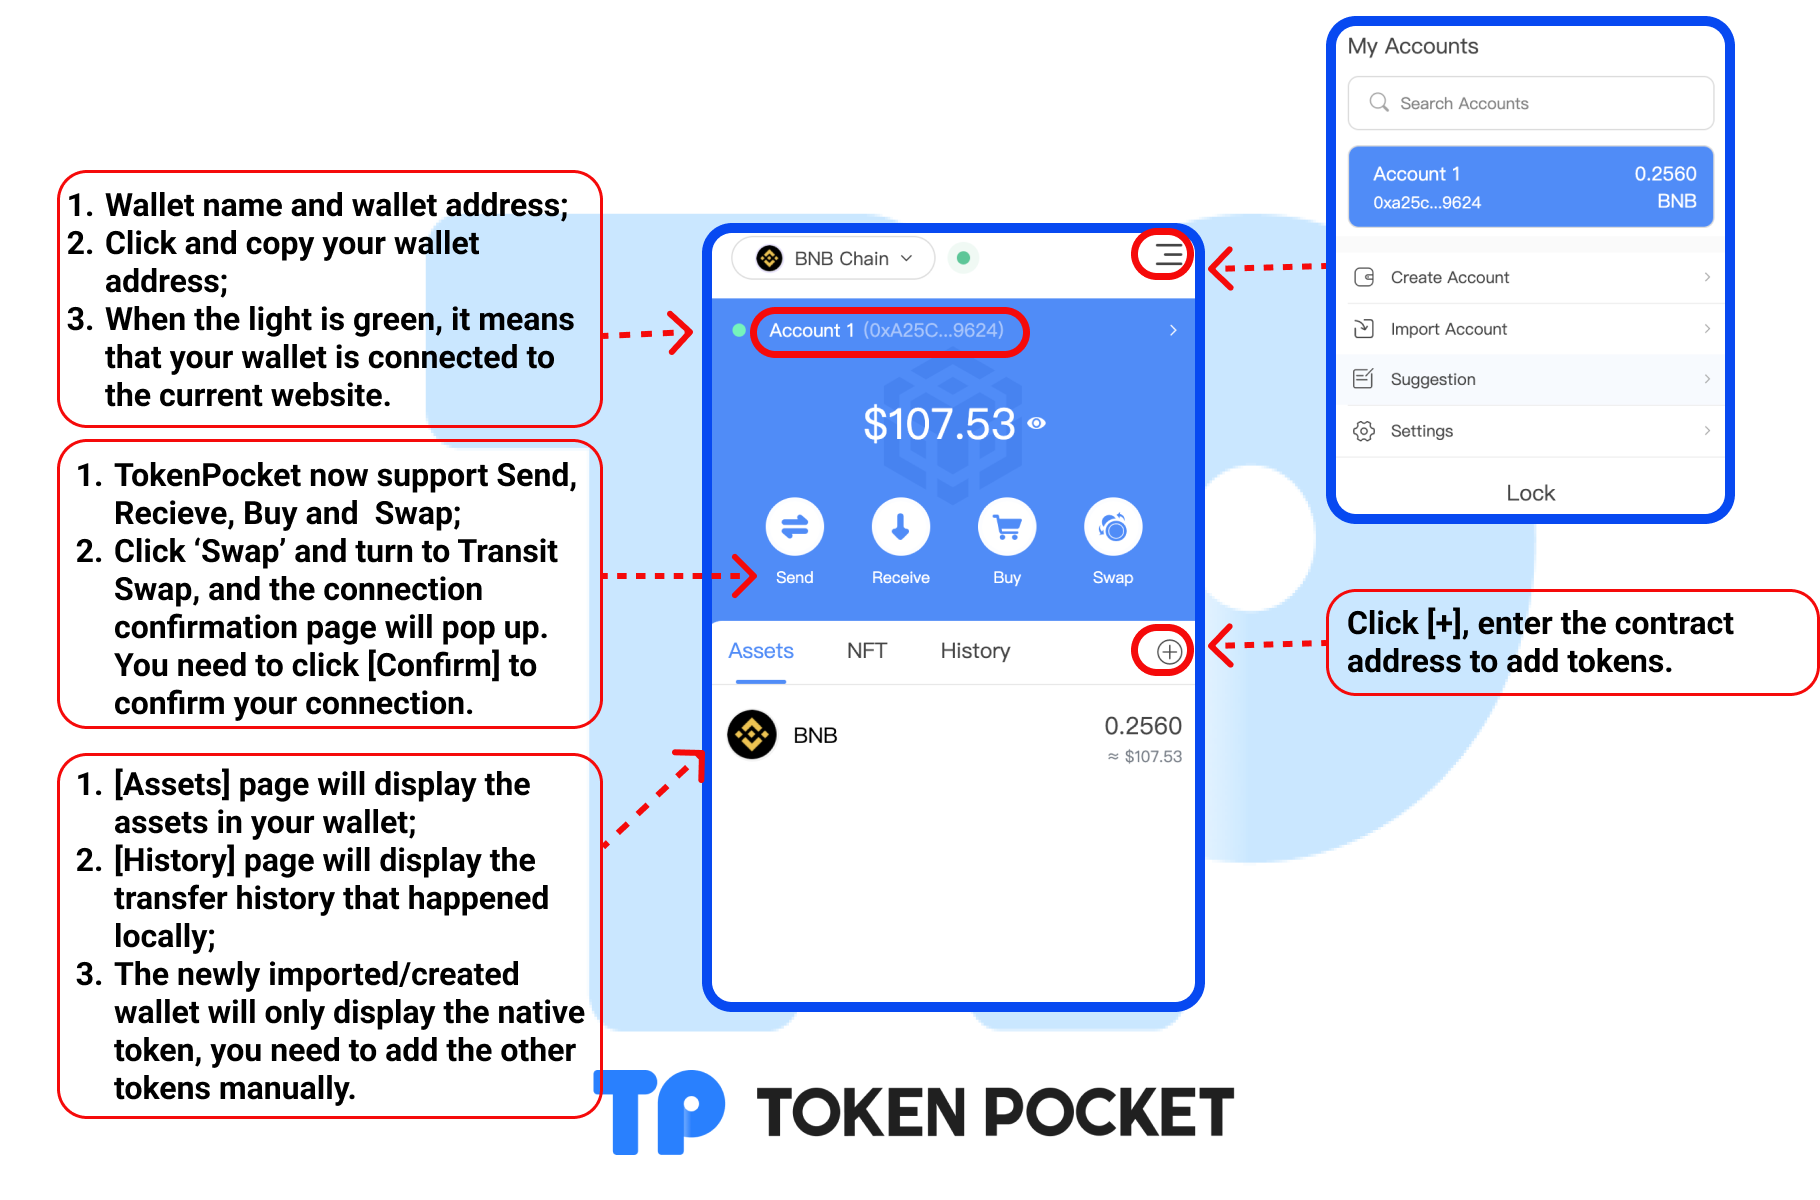 1. Wallet name and wallet address;
2. Click and copy your wallet
address;
3. When the light is green, it means
that your wallet is connected to
the current website.
1. TokenPocket now support Send,
Recieve, Buy and  Swap;
2. Click ‘Swap’ and turn to Transit
Swap, and the connection
confirmation page will pop up.
You need to click [Confirm] to
confirm your connection.
1. [Assets] page will display the
assets in your wallet;
2. [History] page will display the
transfer history that happened
locally;
3. The newly imported/created
wallet will only display the native
token, you need to add the other
tokens manually.
BNB Chain
Account 1 (0xA25C...9624)
$107.53
Send Receive Buy Swap
Assets NFT History
BNB 0.2560
≈ $107.53
My Accounts
Search Accounts
Account 1 0.2560
0xa25c...9624 BNB
Create Account
Import Account
Suggestion
Settings
Lock
Click [+], enter the contract
address to add tokens.
TP TOKEN POCKET